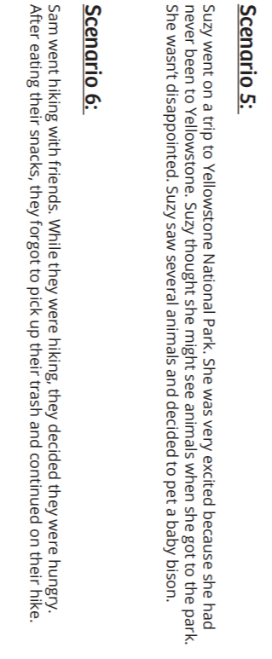 Scenario 5:
Suzy went on a trip to Yellowstone National Park. She was very excited because she had
never been to Yellowstone. Suzy thought she might see animals when she got to the park.
She wasn't disappointed. Suzy saw several animals and decided to pet a baby bison.
Scenario 6:
Sam went hiking with friends. While they were hiking, they decided they were hungry.
After eating their snacks, they forgot to pick up their trash and continued on their hike.